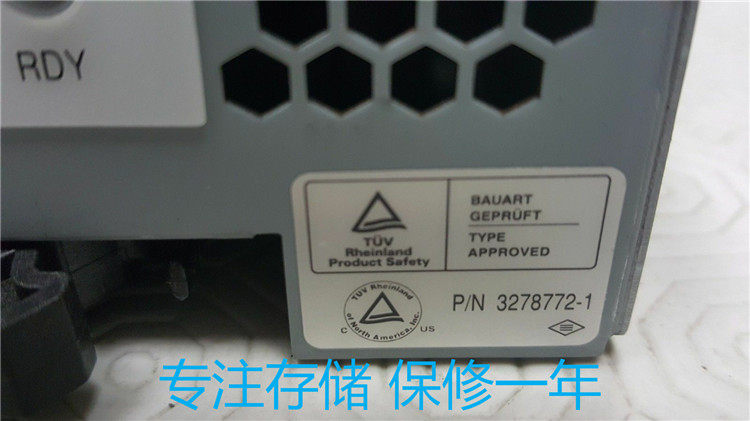 RDY
TÜV
Rheinland
Product Safety
BAUART
GEPRÜFT
TYPE
APPROVED
TÜV Rheinland
of North America, Inc.
C US
P/N 3278772-1
专注存储 保修一年